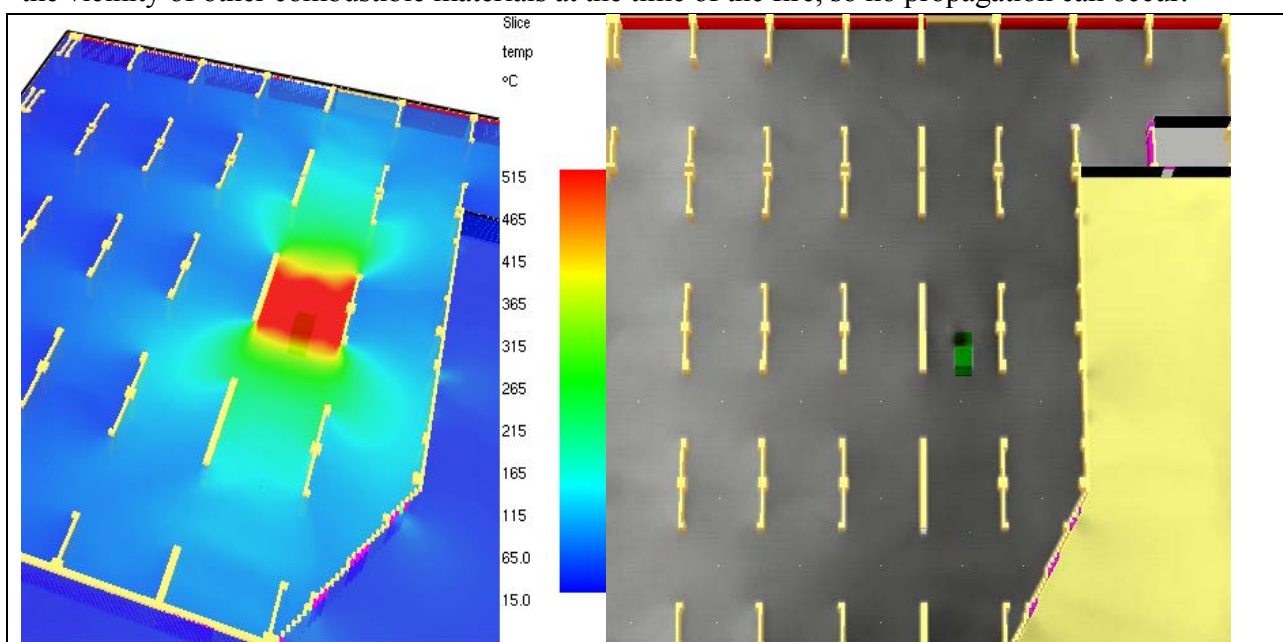 the vicinity of other combustible materials at the time of the fire, so no propagation can occur.
Slice
temp
ºC
515
465
415
365
315
265
215
165
115
65.0
15.0